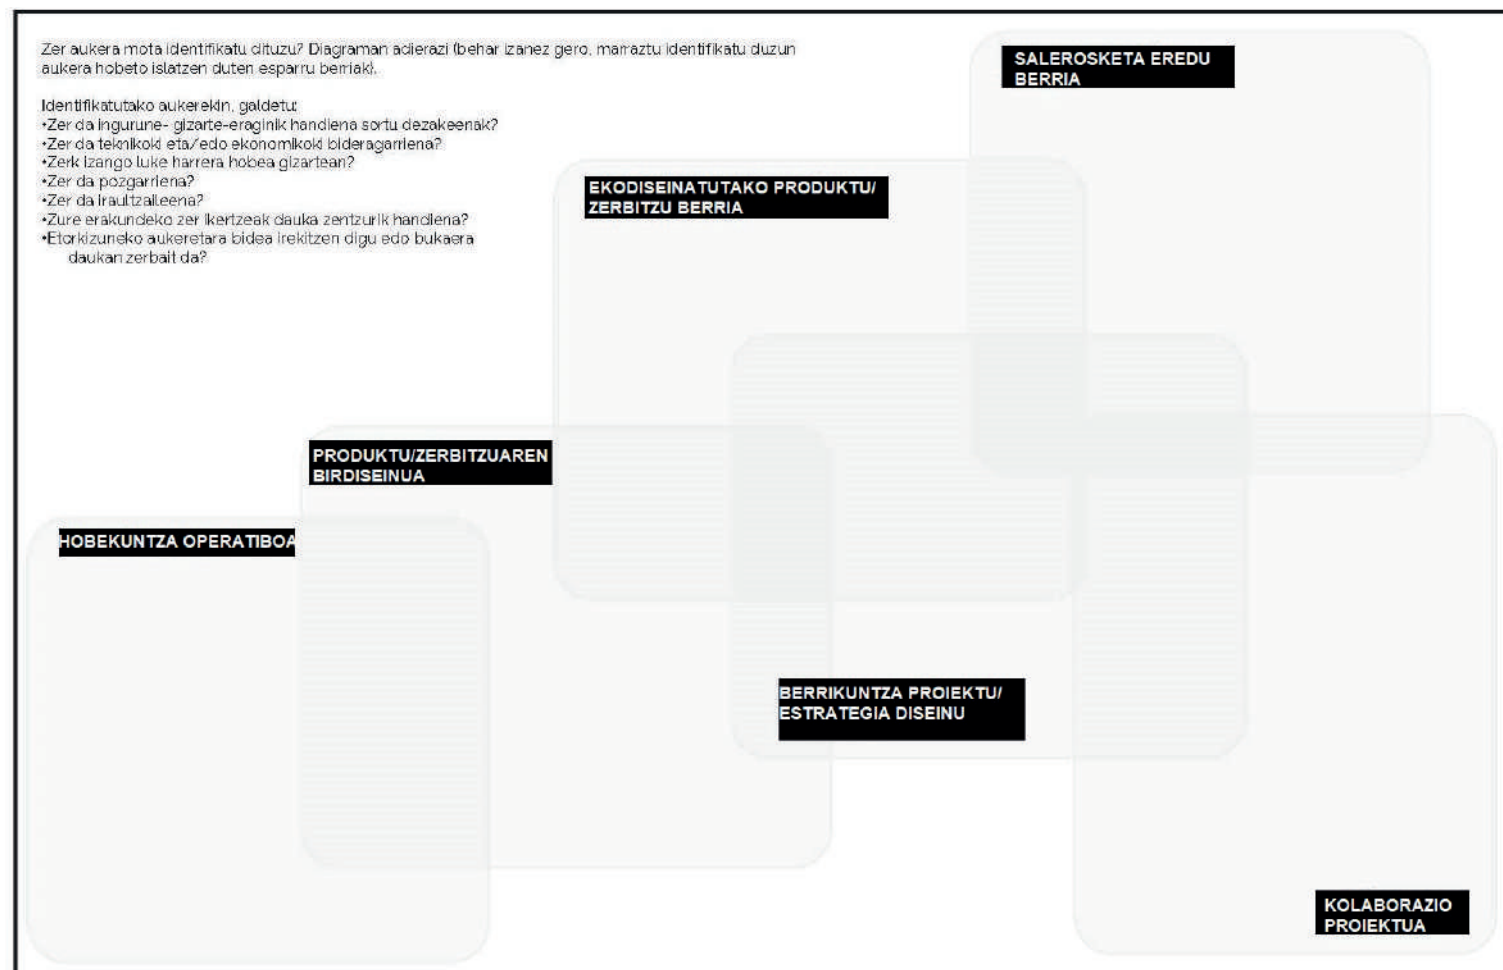 Zer aukera mota identifikatu dituzu? Diagraman adierazi (behar izanez gero, marraztu identifikatu duzun
aukera hobeto islatzen duten esparru berriak).
Identifikatutako aukerekin, galdetu:
•Zer da ingurune- gizarte-eraginik handiena sortu dezakeenak?
•Zer da teknikoki eta/edo ekonomikoki bideragarriena?
•Zerk izango luke harrera hobea gizartean?
•Zer da pozgarriena?
•Zer da iraultzaileena?
•Zure erakundeko zer ikertzeak dauka zentzurik handiena?
•Etorkizuneko aukeretara bidea irekitzen digu edo bukaera
daukan zerbait da?
SALEROSKETA EREDU
BERRIA
EKODISEINATUTAKO PRODUKTU/
ZERBITZU BERRIA
PRODUKTU/ZERBITZUAREN
BIRDISEINUA
HOBEKUNTZA OPERATIBOA
BERRIKUNTZA PROIEKTU/
ESTRATEGIA DISEINU
KOLABORAZIO
PROIEKTUA